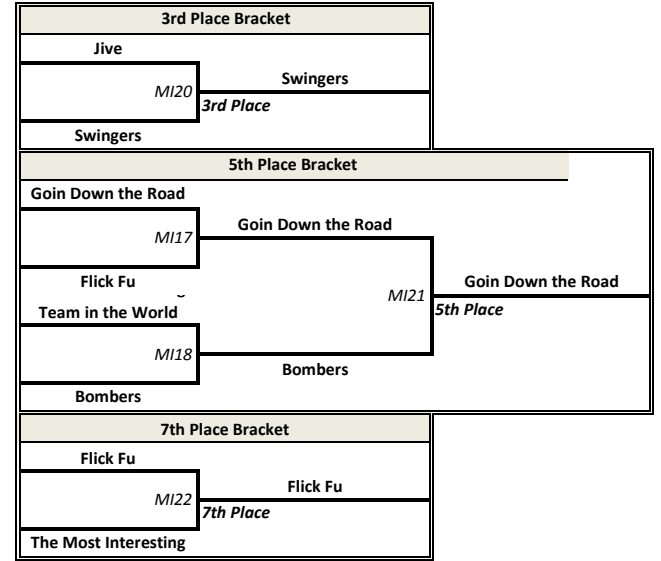 3rd Place Bracket
Jive
Swingers
MI20
3rd Place
Swingers
5th Place Bracket
Goin Down the Road
Goin Down the Road
MI17
Flick Fu
Goin Down the Road
MI21
Team in the World
5th Place
MI18
Bombers
Bombers
7th Place Bracket
Flick Fu
Flick Fu
MI22
7th Place
The Most Interesting